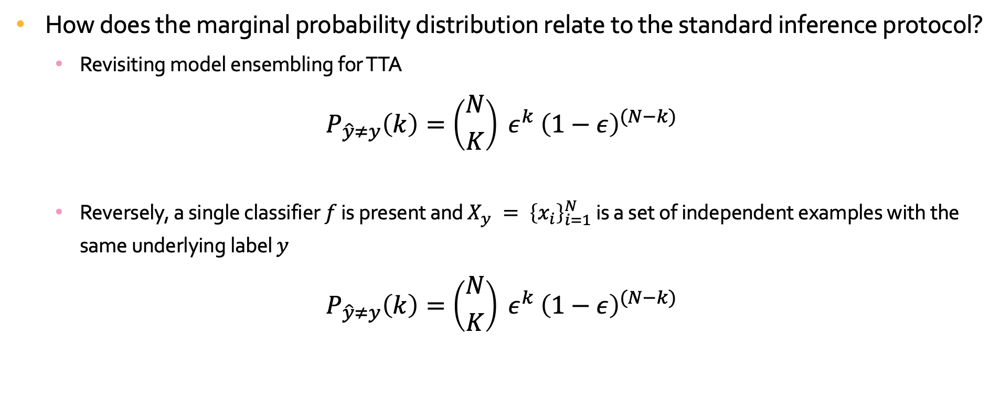 • How does the marginal probability distribution relate to the standard inference protocol?
• Revisiting model ensembling for TTA
$P_{\hat{y} \neq y}(k) = \binom{N}{K} \epsilon^k (1 - \epsilon)^{(N-k)}$
• Reversely, a single classifier $f$ is present and $X_y = \{x_i\}_{i=1}^N$ is a set of independent examples with the
same underlying label $y$
$P_{\hat{y} \neq y}(k) = \binom{N}{K} \epsilon^k (1 - \epsilon)^{(N-k)}$